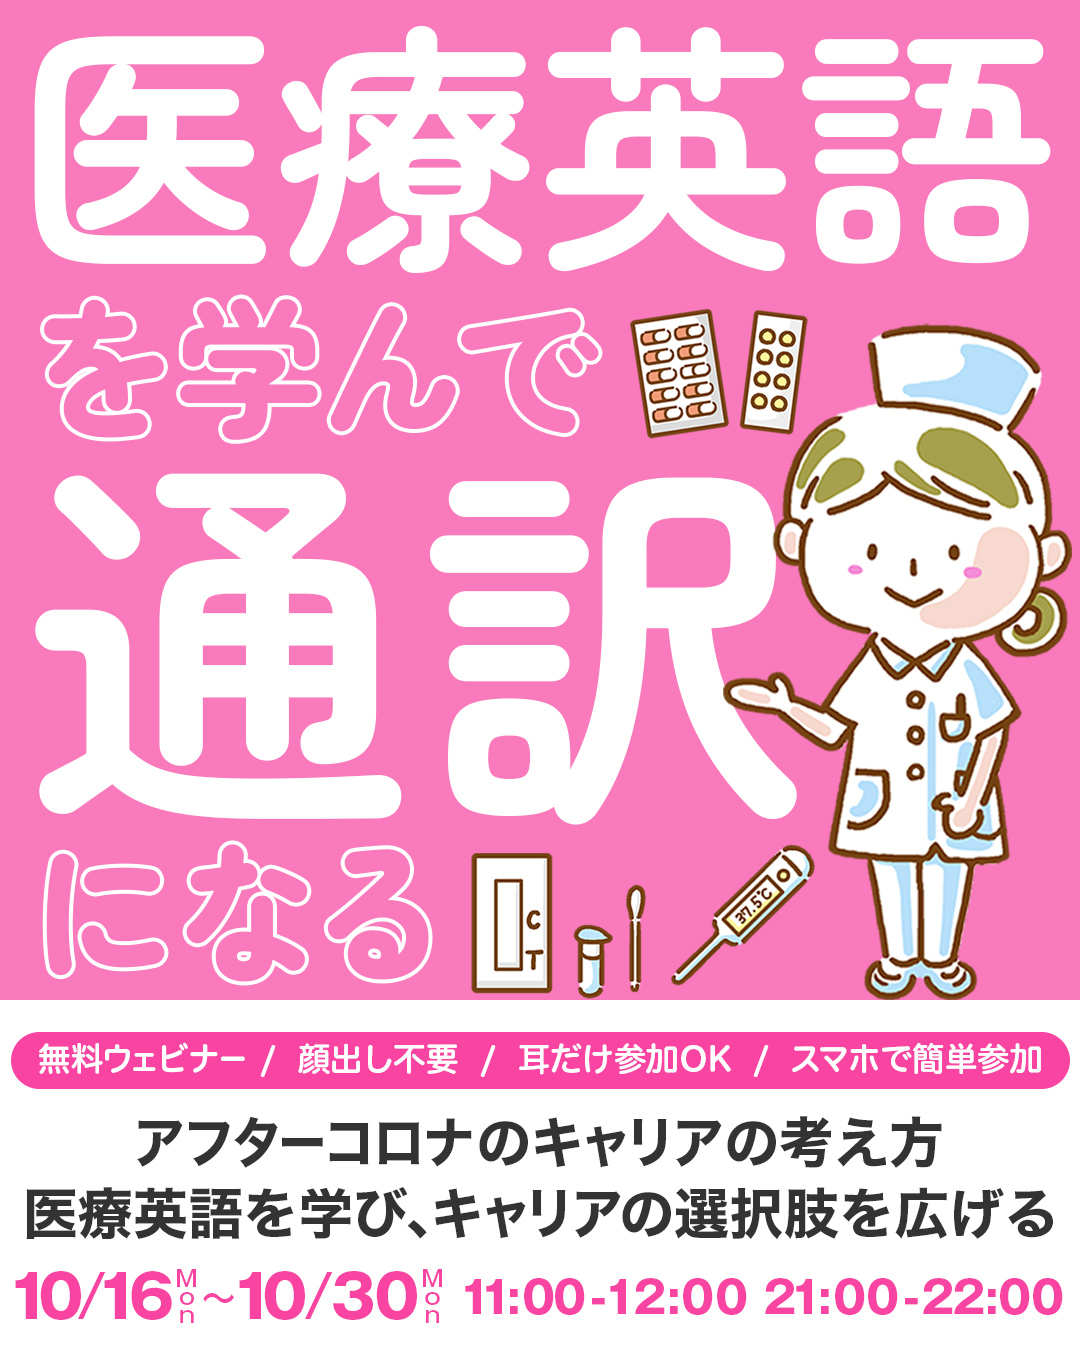 医療英語
を学んで
通訳
になる
C
T
37.5℃
無料ウェビナー / 顔出し不要 / 耳だけ参加OK / スマホで簡単参加
アフターコロナのキャリアの考え方
医療英語を学び、キャリアの選択肢を広げる
10/16Mon〜10/30Mon 11:00-12:00 21:00-22:00